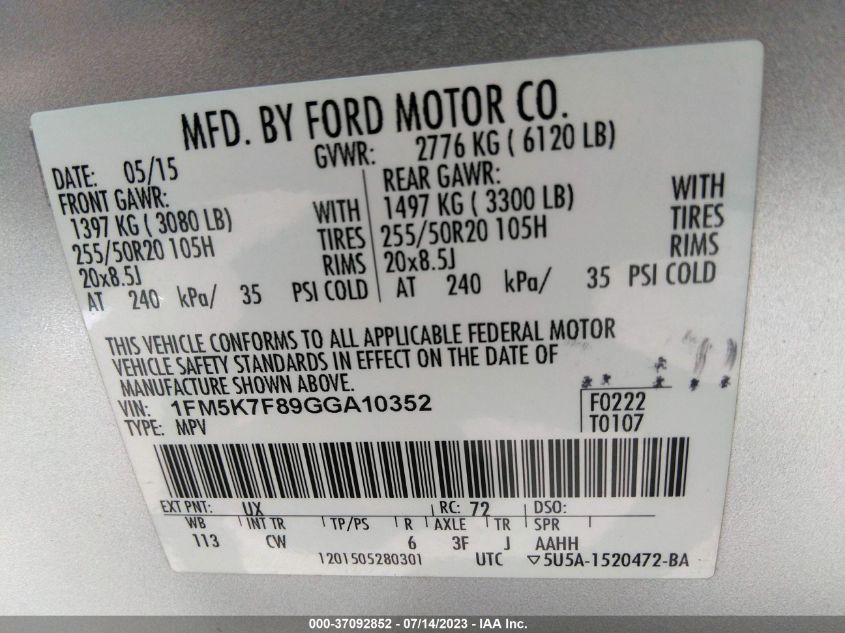 MFD. BY FORD MOTOR CO.
DATE: 05/15 GVWR: 2776 KG ( 6120 LB)
FRONT GAWR: REAR GAWR:
1397 KG ( 3080 LB) WITH 1497 KG ( 3300 LB) WITH
255/50R20 105H TIRES 255/50R20 105H TIRES
20x8.5J RIMS 20x8.5J RIMS
AT 240 kPa/ 35 PSI COLD AT 240 kPa/ 35 PSI COLD
THIS VEHICLE CONFORMS TO ALL APPLICABLE FEDERAL MOTOR
VEHICLE SAFETY STANDARDS IN EFFECT ON THE DATE OF
MANUFACTURE SHOWN ABOVE.
VIN: 1FM5K7F89GGA10352 F0222
TYPE: MPV T0107
EXT PNT: UX RC: 72 DSO:
WB INT TR TP/PS R AXLE TR SPR
113 CW 6 3F J AAHH
1201505280301 UTC ▽5U5A-1520472-BA
000-37092852 - 07/14/2023 - IAA Inc.